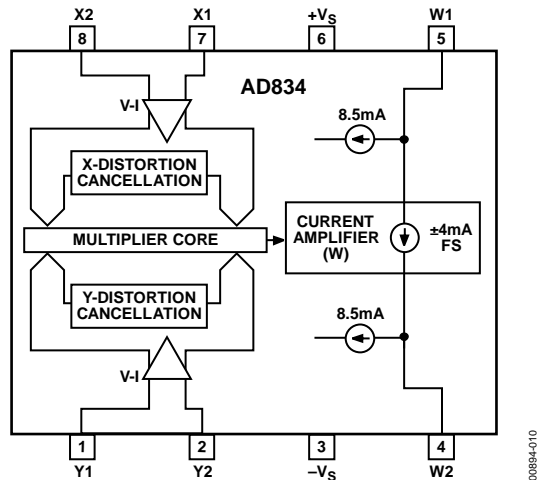 X2 X1 +VS W1
8 7 6 5
AD834
V-I
8.5mA
X-DISTORTION
CANCELLATION
MULTIPLIER CORE
CURRENT
AMPLIFIER
(W)
±4mA
FS
Y-DISTORTION
CANCELLATION
8.5mA
V-I
1 2 3 4
Y1 Y2 –VS W2
00894-010